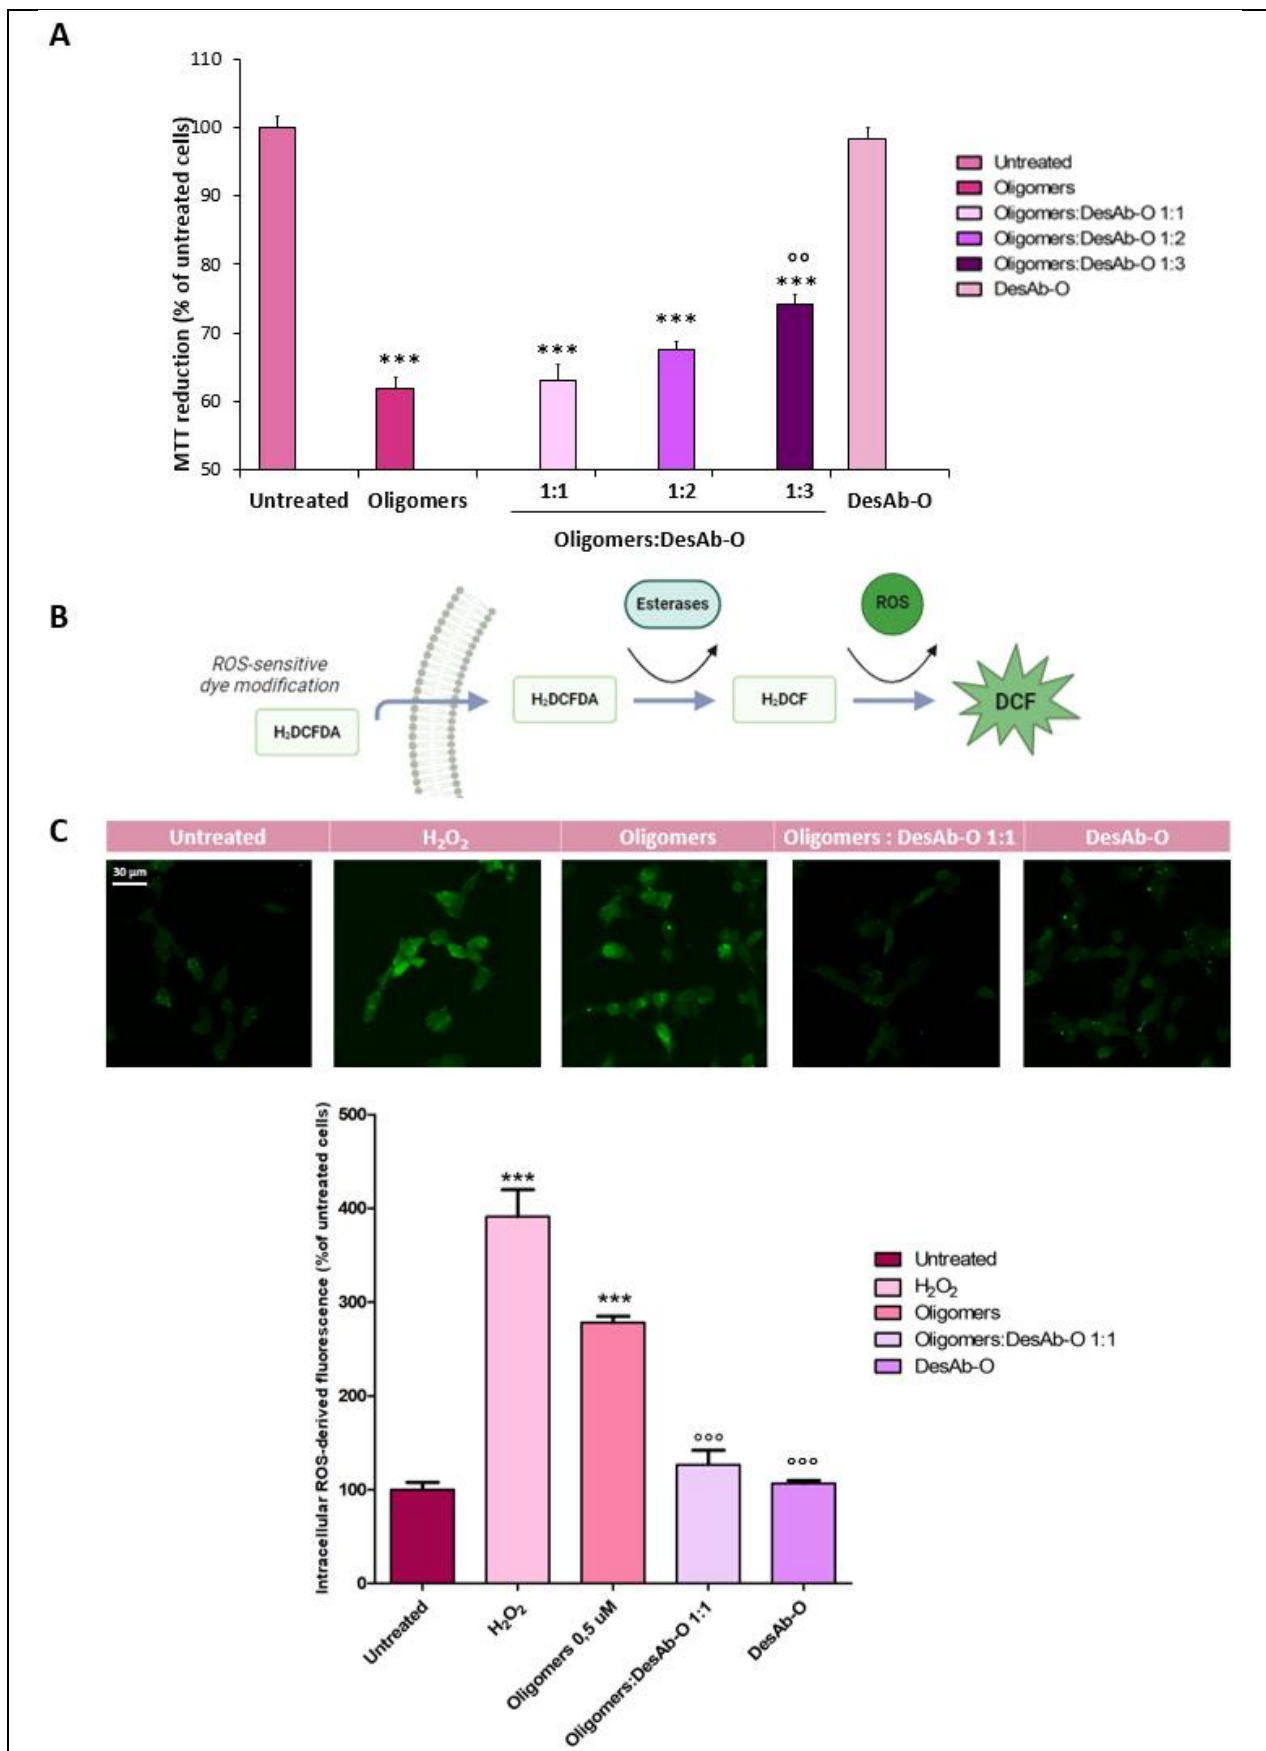 A
MTT reduction (% of untreated cells)
110
100
90
80
70
60
50
***
***
***
°°
***
Untreated
Oligomers
1:1
1:2
1:3
DesAb-O
Oligomers:DesAb-O
Untreated
Oligomers
Oligomers:DesAb-O 1:1
Oligomers:DesAb-O 1:2
Oligomers:DesAb-O 1:3
DesAb-O
B
ROS-sensitive
dye modification
H₂DCFDA
H₂DCFDA
Esterases
H₂DCF
ROS
DCF
C
Untreated
H₂O₂
Oligomers
Oligomers : DesAb-O 1:1
DesAb-O
30 µm
Intracellular ROS-derived fluorescence (%of untreated cells)
500
400
300
200
100
0
***
***
°°°
°°°
Untreated
H₂O₂
Oligomers 0,5 uM
Oligomers:DesAb-O 1:1
DesAb-O
Untreated
H₂O₂
Oligomers
Oligomers:DesAb-O 1:1
DesAb-O